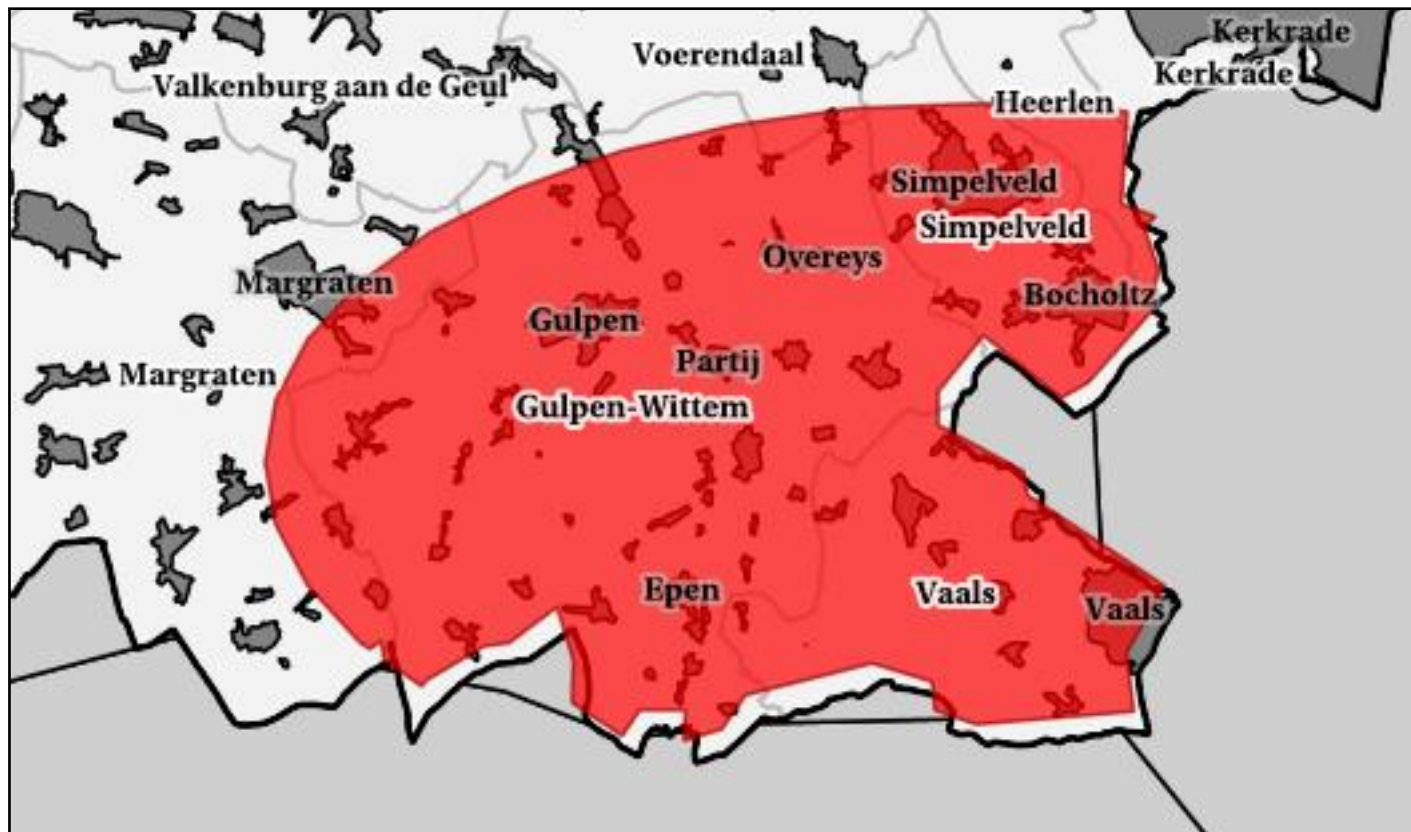 Kerkrade
Voerendaal
Kerkrade
Valkenburg aan de Geul
Heerlen
Simpelveld
Simpelveld
Overeys
Margraten
Bocholtz
Gulpen
Partij
Margraten
Gulpen-Wittem
Epen
Vaals
Vaals